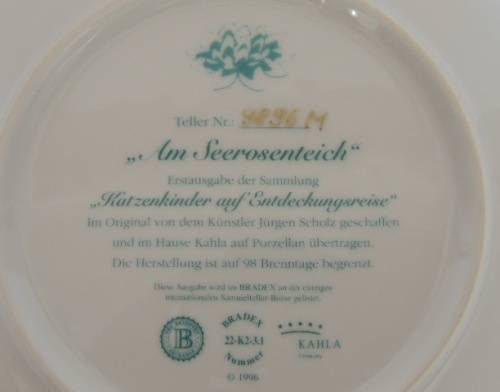 Teller Nr.: 9896 M
„Am Seerosenteich“
Erstausgabe der Sammlung
„Katzenkinder auf Entdeckungsreise“
Im Original von dem Künstler Jürgen Scholz geschaffen
und im Hause Kahla auf Porzellan übertragen.
Die Herstellung ist auf 98 Brenntage begrenzt.
Diese Ausgabe wird im BRADEX an der einzigen
internationalen Sammelteller-Börse gelistet.
B
BRADEX
22-K2-3.1
Nummer
KAHLA
Germany
© 1996